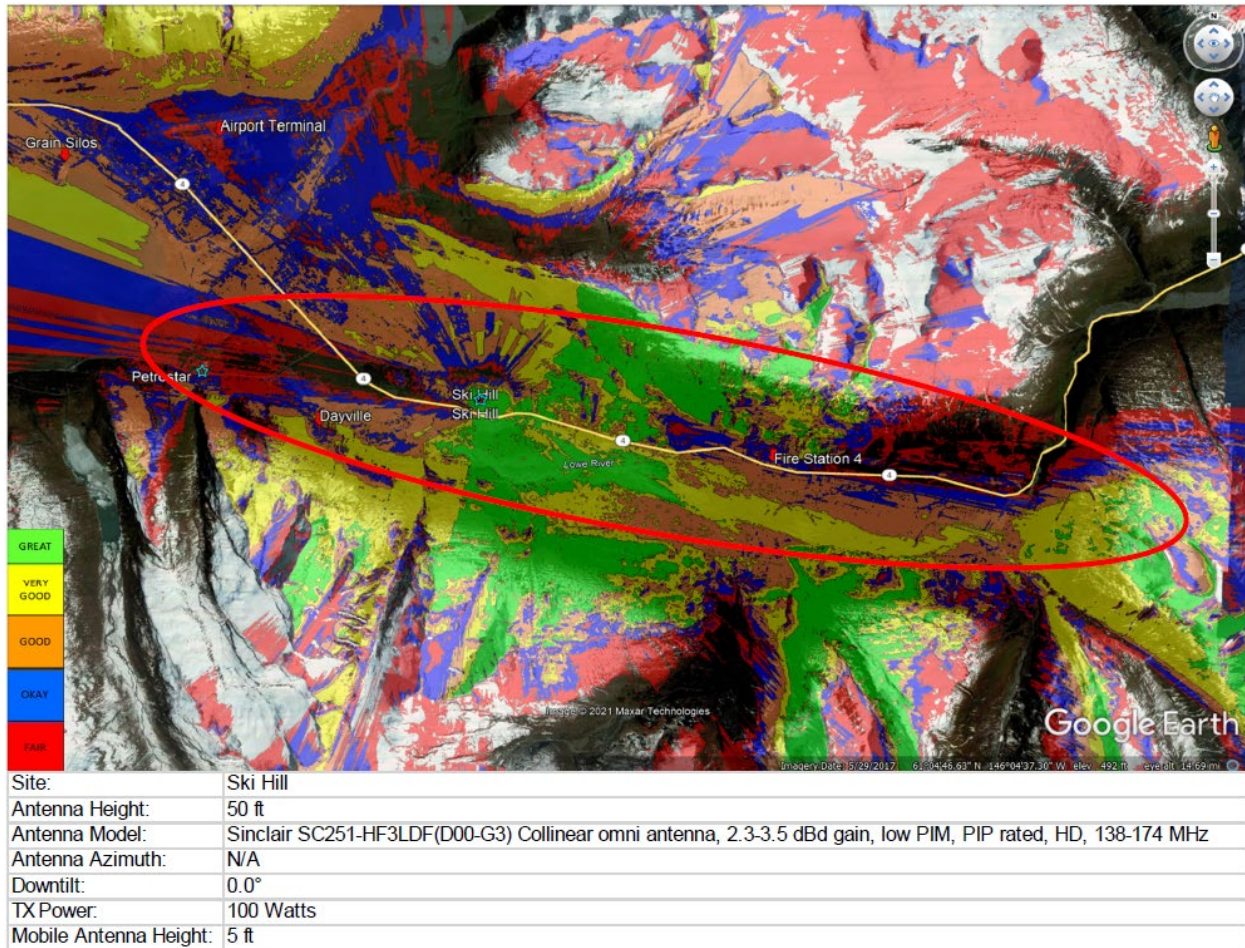 N
Airport Terminal
Grain Silos
4
4
Petrostar
Ski Hill
Dayville
Ski Hill
4
Lowe River
Fire Station 4
4
GREAT
VERY
GOOD
GOOD
OKAY
FAIR
Image © 2021 Maxar Technologies
Google Earth
Imagery Date: 5/29/2017 61°04'46.63" N 146°04'37.30" W elev 492 ft eye alt 14.69 mi
Site: Ski Hill
Antenna Height: 50 ft
Antenna Model: Sinclair SC251-HF3LDF(D00-G3) Collinear omni antenna, 2.3-3.5 dBd gain, low PIM, PIP rated, HD, 138-174 MHz
Antenna Azimuth: N/A
Downtilt: 0.0°
TX Power: 100 Watts
Mobile Antenna Height: 5 ft